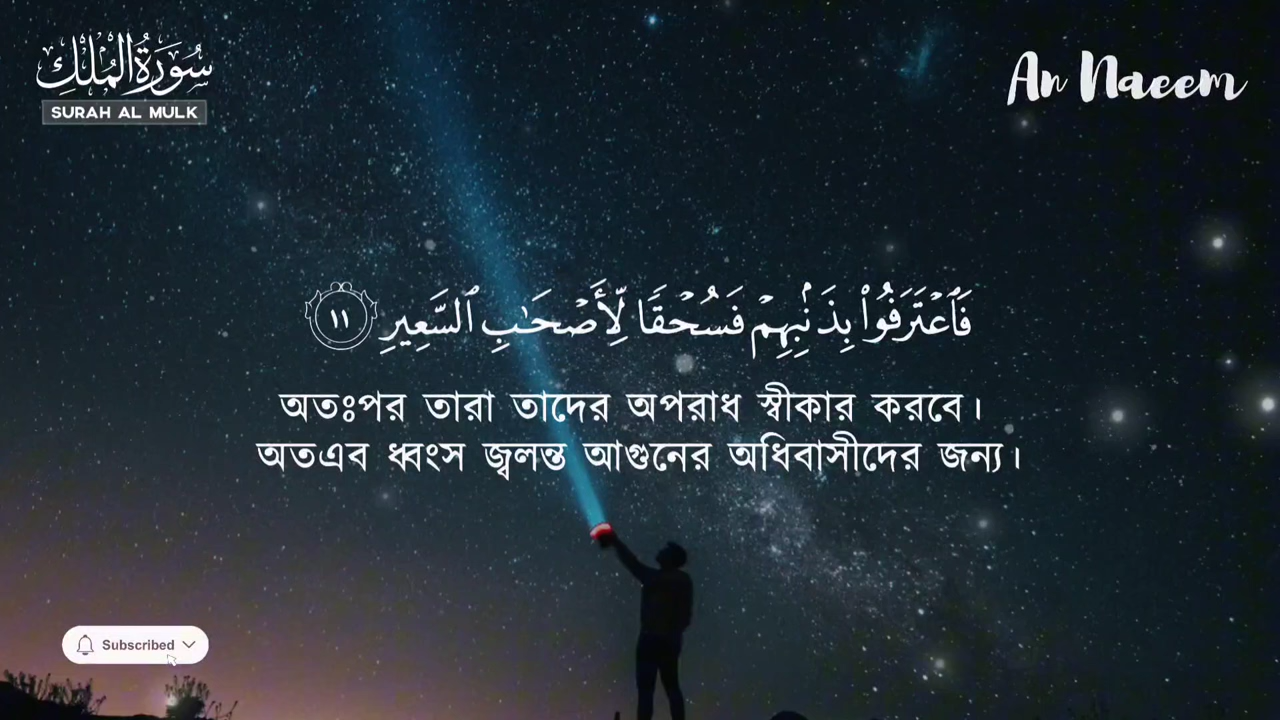 سُورَةُ المُلْكِ
SURAH AL MULK
An Naeem
فَٱعْتَرَفُوا۟ بِذَنۢبِهِمْ فَسُحْقًا لِّأَصْحَـٰبِ ٱلسَّعِيرِ ١١
অতঃপর তারা তাদের অপরাধ স্বীকার করবে।
অতএব ধ্বংস জ্বলন্ত আগুনের অধিবাসীদের জন্য।
Subscribed